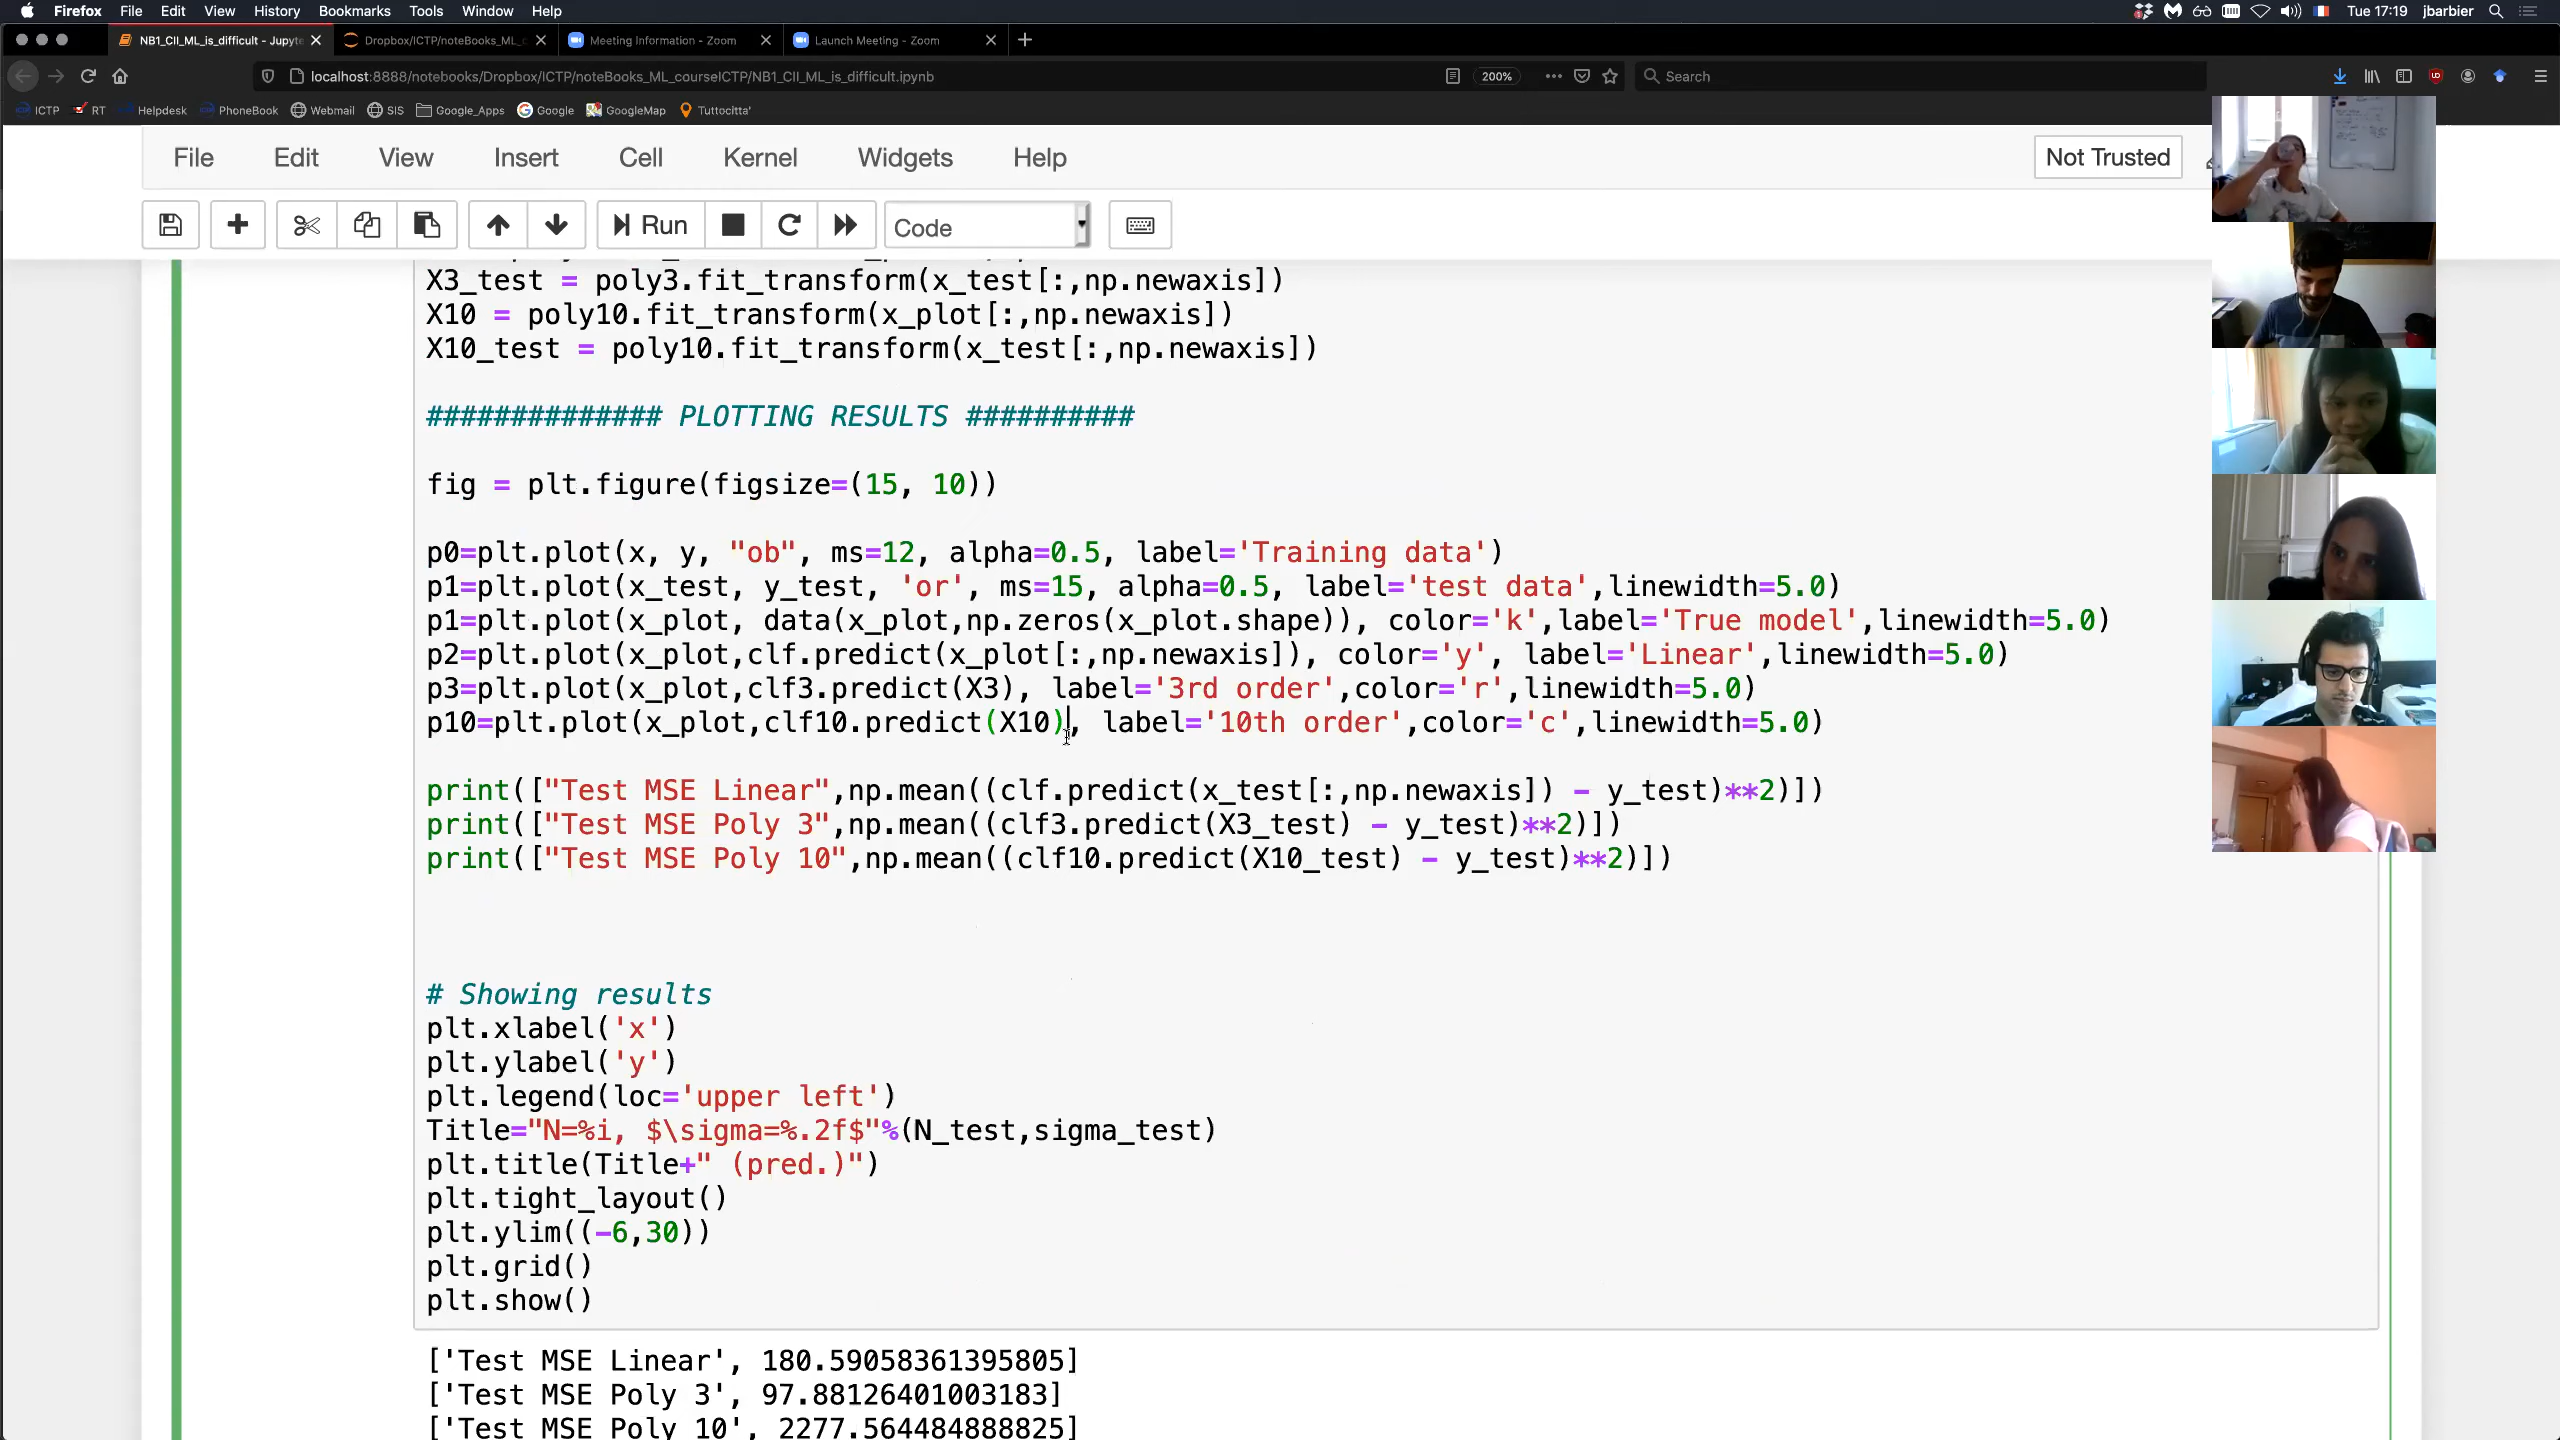 Firefox File Edit View History Bookmarks Tools Window Help Tue 17:19 jbarbier
NB1_CII_ML_is_difficult - Jupyte Dropbox/ICTP/noteBooks_ML_c Meeting Information - Zoom Launch Meeting - Zoom
localhost:8888/notebooks/Dropbox/ICTP/noteBooks_ML_courseICTP/NB1_CII_ML_is_difficult.ipynb 200% Search
ICTP RT Helpdesk PhoneBook Webmail SIS Google_Apps Google GoogleMap Tuttocitta'
File Edit View Insert Cell Kernel Widgets Help Not Trusted
Run Code
X3_test = poly3.fit_transform(x_test[:,np.newaxis])
X10 = poly10.fit_transform(x_plot[:,np.newaxis])
X10_test = poly10.fit_transform(x_test[:,np.newaxis])
############## PLOTTING RESULTS ##########
fig = plt.figure(figsize=(15, 10))
p0=plt.plot(x, y, "ob", ms=12, alpha=0.5, label='Training data')
p1=plt.plot(x_test, y_test, 'or', ms=15, alpha=0.5, label='test data',linewidth=5.0)
p1=plt.plot(x_plot, data(x_plot,np.zeros(x_plot.shape)), color='k',label='True model',linewidth=5.0)
p2=plt.plot(x_plot,clf.predict(x_plot[:,np.newaxis]), color='y', label='Linear',linewidth=5.0)
p3=plt.plot(x_plot,clf3.predict(X3), label='3rd order',color='r',linewidth=5.0)
p10=plt.plot(x_plot,clf10.predict(X10), label='10th order',color='c',linewidth=5.0)
print(["Test MSE Linear",np.mean((clf.predict(x_test[:,np.newaxis]) - y_test)**2)])
print(["Test MSE Poly 3",np.mean((clf3.predict(X3_test) - y_test)**2)])
print(["Test MSE Poly 10",np.mean((clf10.predict(X10_test) - y_test)**2)])
# Showing results
plt.xlabel('x')
plt.ylabel('y')
plt.legend(loc='upper left')
Title="N=%i, $\sigma=%.2f$"%(N_test,sigma_test)
plt.title(Title+" (pred.)")
plt.tight_layout()
plt.ylim((-6,30))
plt.grid()
plt.show()
['Test MSE Linear', 180.59058361395805]
['Test MSE Poly 3', 97.88126401003183]
['Test MSE Poly 10', 2277.564484888825]